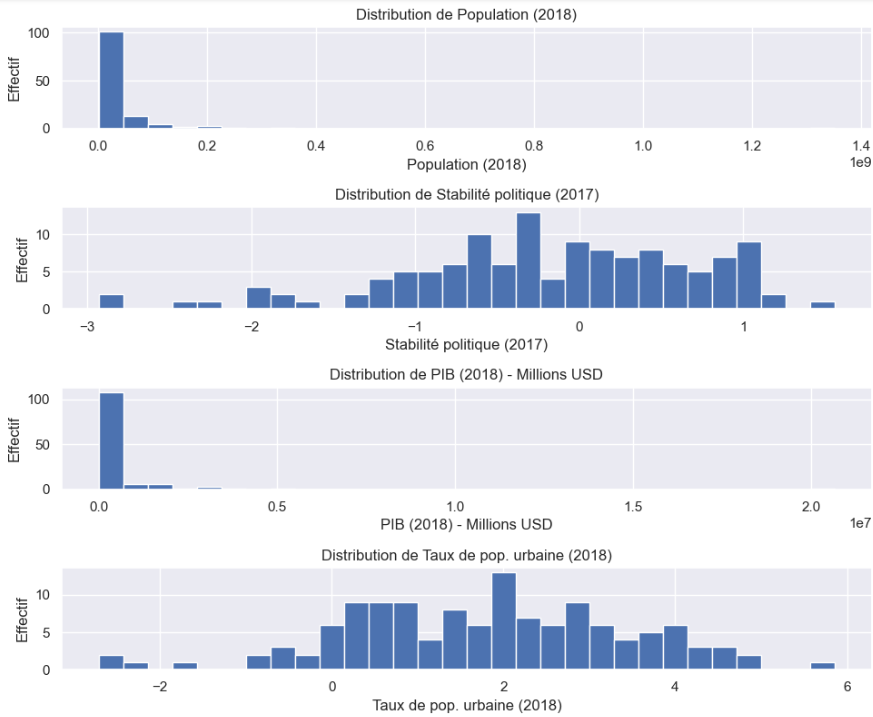 Distribution de Population (2018)
Effectif
100
50
0
0.0 0.2 0.4 0.6 0.8 1.0 1.2 1.4
1e9
Population (2018)
Distribution de Stabilité politique (2017)
Effectif
10
5
0
−3 −2 −1 0 1
Stabilité politique (2017)
Distribution de PIB (2018) - Millions USD
Effectif
100
50
0
0.0 0.5 1.0 1.5 2.0
1e7
PIB (2018) - Millions USD
Distribution de Taux de pop. urbaine (2018)
Effectif
10
5
0
−2 0 2 4 6
Taux de pop. urbaine (2018)